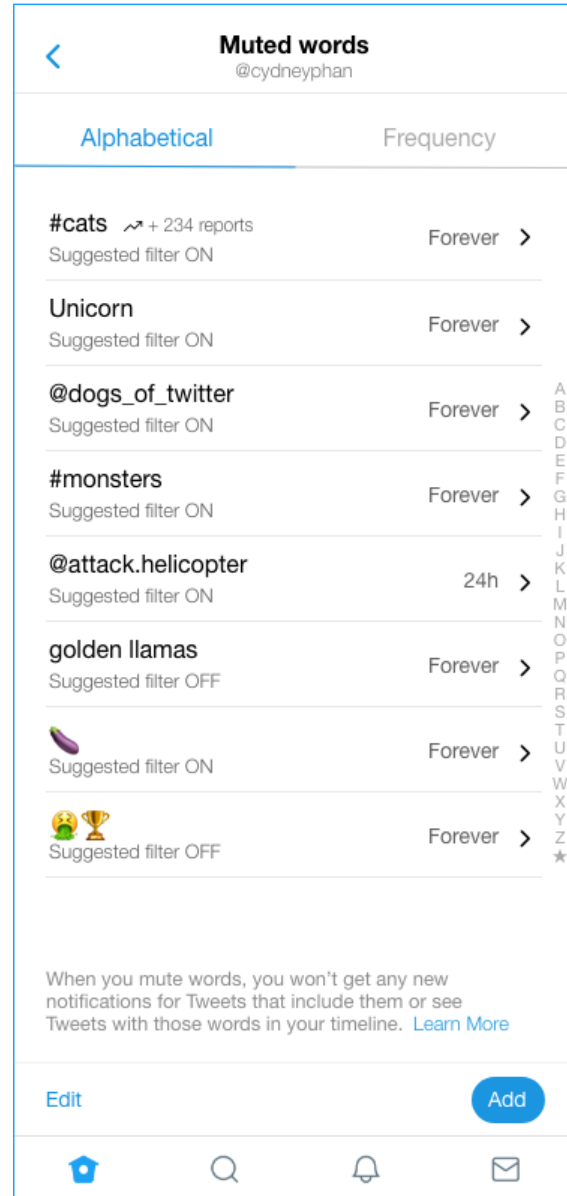 Muted words
@cydneyphan
Alphabetical
Frequency
#cats + 234 reports
Suggested filter ON
Forever
Unicorn
Suggested filter ON
Forever
@dogs_of_twitter
Suggested filter ON
Forever
#monsters
Suggested filter ON
Forever
@attack.helicopter
Suggested filter ON
24h
golden llamas
Suggested filter OFF
Forever
🍆
Suggested filter ON
Forever
🤮🏆
Suggested filter OFF
Forever
A
B
C
D
E
F
G
H
I
J
K
L
M
N
O
P
Q
R
S
T
U
V
W
X
Y
Z
★
When you mute words, you won't get any new
notifications for Tweets that include them or see
Tweets with those words in your timeline. Learn More
Edit
Add